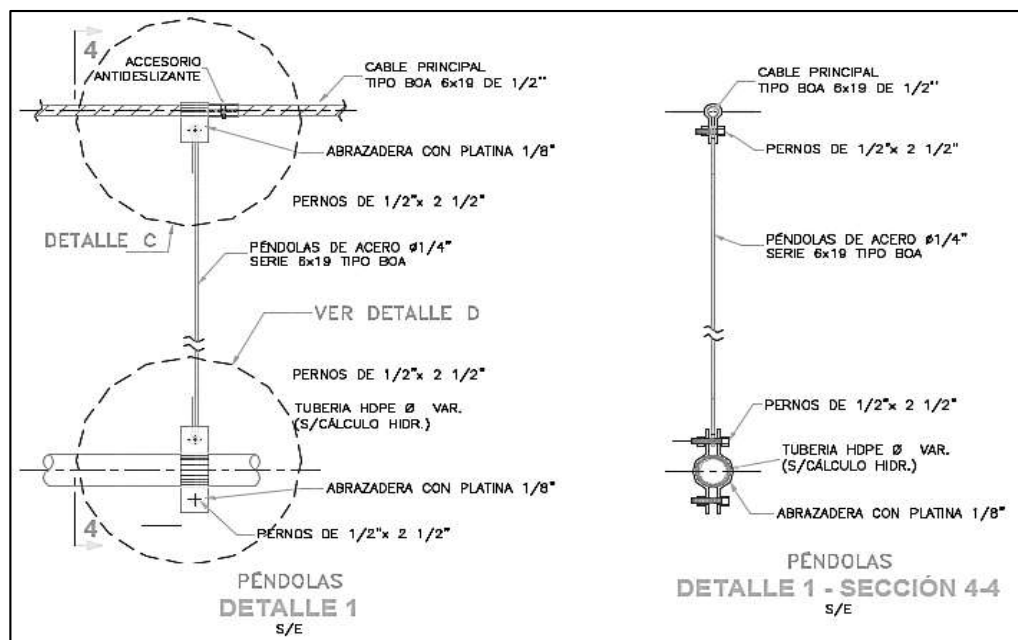 4
ACCESORIO
ANTIDESLIZANTE
CABLE PRINCIPAL
TIPO BOA 6x19 DE 1/2"
ABRAZADERA CON PLATINA 1/8"
PERNOS DE 1/2"x 2 1/2"
DETALLE C
PÉNDOLAS DE ACERO ø1/4"
SERIE 6x19 TIPO BOA
VER DETALLE D
PERNOS DE 1/2"x 2 1/2"
TUBERIA HDPE Ø VAR.
(S/CÁLCULO HIDR.)
ABRAZADERA CON PLATINA 1/8"
4
PERNOS DE 1/2"x 2 1/2"
PÉNDOLAS
DETALLE 1
S/E
CABLE PRINCIPAL
TIPO BOA 6x19 DE 1/2"
PERNOS DE 1/2"x 2 1/2"
PÉNDOLAS DE ACERO ø1/4"
SERIE 6x19 TIPO BOA
PERNOS DE 1/2"x 2 1/2"
TUBERIA HDPE Ø VAR.
(S/CÁLCULO HIDR.)
ABRAZADERA CON PLATINA 1/8"
PÉNDOLAS
DETALLE 1 - SECCIÓN 4-4
S/E